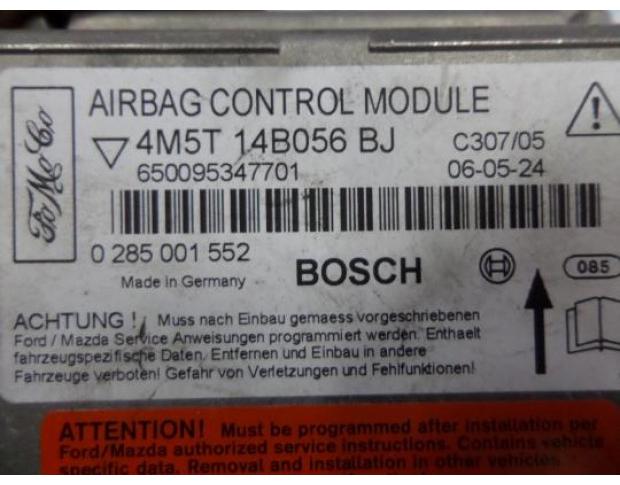 FoMoCo
AIRBAG CONTROL MODULE
4M5T 14B056 BJ C307/05
650095347701 06-05-24
0 285 001 552
Made in Germany BOSCH 085
ACHTUNG ! Muss nach Einbau gemaess vorgeschriebenen
Ford / Mazda Service Anweisungen programmiert werden. Enthaelt
fahrzeugspezifische Daten. Entfernen und Einbau in andere
Fahrzeuge verboten! Gefahr von Verletzungen und Fehlfunktionen!
ATTENTION! Must be programmed after installation per
Ford/Mazda authorized service instructions. Contains vehicle
specific data. Removal and installation in other vehicles